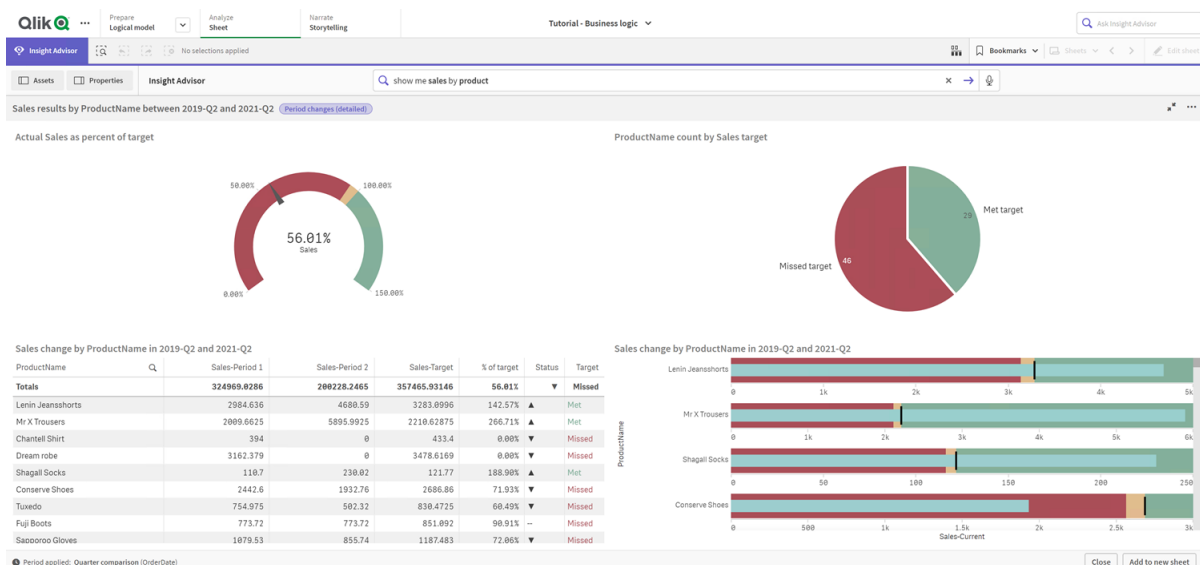 Qlik ... Prepare Logical model Analyze Sheet Narrate Storytelling Tutorial - Business logic Ask Insight Advisor
Insight Advisor No selections applied Bookmarks Sheets Edit sheet
Assets Properties Insight Advisor show me sales by product
Sales results by ProductName between 2019-Q2 and 2021-Q2 Period changes (detailed)
Actual Sales as percent of target
50.00% 100.00%
56.01%
Sales
0.00% 150.00%
ProductName count by Sales target
29 Met target
Missed target 46
Sales change by ProductName in 2019-Q2 and 2021-Q2
ProductName Sales-Period 1 Sales-Period 2 Sales-Target % of target Status Target
Totals 324969.0286 200228.2465 357465.93146 56.01% ▼ Missed
Lenin Jeansshorts 2984.636 4680.59 3283.0996 142.57% ▲ Met
Mr X Trousers 2009.6625 5895.9925 2210.62875 266.71% ▲ Met
Chantell Shirt 394 0 433.4 0.00% ▼ Missed
Dream robe 3162.379 0 3478.6169 0.00% ▼ Missed
Shagall Socks 110.7 230.02 121.77 188.90% ▲ Met
Conserve Shoes 2442.6 1932.76 2686.86 71.93% ▼ Missed
Tuxedo 754.975 502.32 830.4725 60.49% ▼ Missed
Fuji Boots 773.72 773.72 851.092 90.91% -- Missed
Sapporoo Gloves 1079.53 855.74 1187.483 72.06% ▼ Missed
Sales change by ProductName in 2019-Q2 and 2021-Q2
ProductName
Lenin Jeansshorts
0 1k 2k 3k 4k 5k
Mr X Trousers
0 1k 2k 3k 4k 5k 6k
Shagall Socks
0 50 100 150 200 250
Conserve Shoes
0 500 1k 1.5k 2k 2.5k 3k
Sales-Current
Period applied: Quarter comparison (OrderDate) Close Add to new sheet